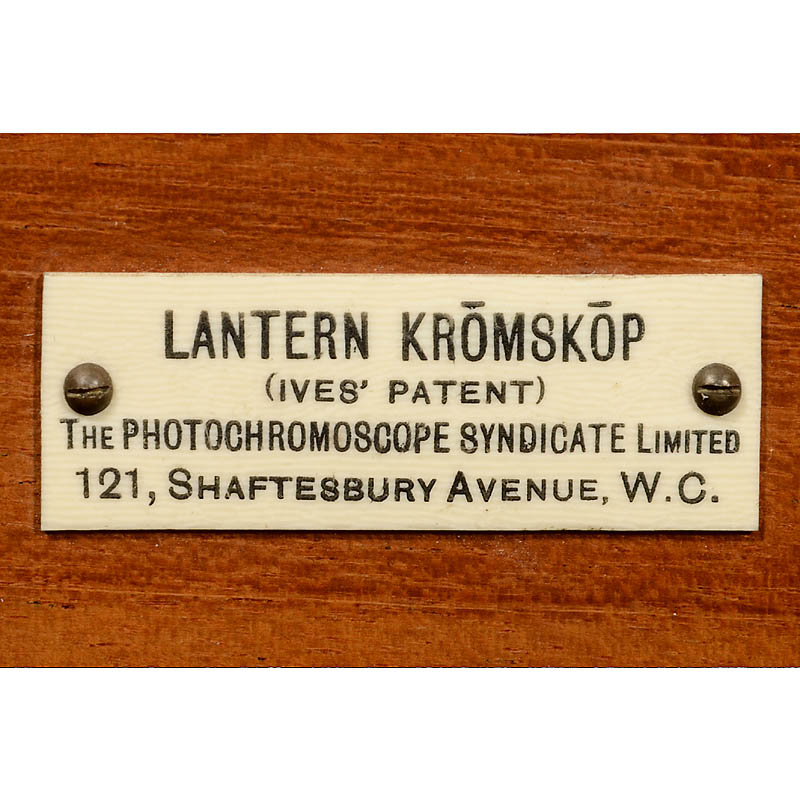 LANTERN KRŌMSKŌP
(IVES' PATENT)
THE PHOTOCHROMOSCOPE SYNDICATE LIMITED
121, SHAFTESBURY AVENUE, W.C.